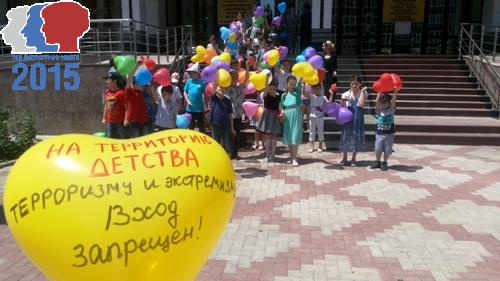 2015
НА ТЕРРИТОРИЮ
ДЕТСТВА
ТЕРРОРИЗМУ И ЭКСТРЕМИЗМУ
Вход
ЗАПРЕЩЕН!